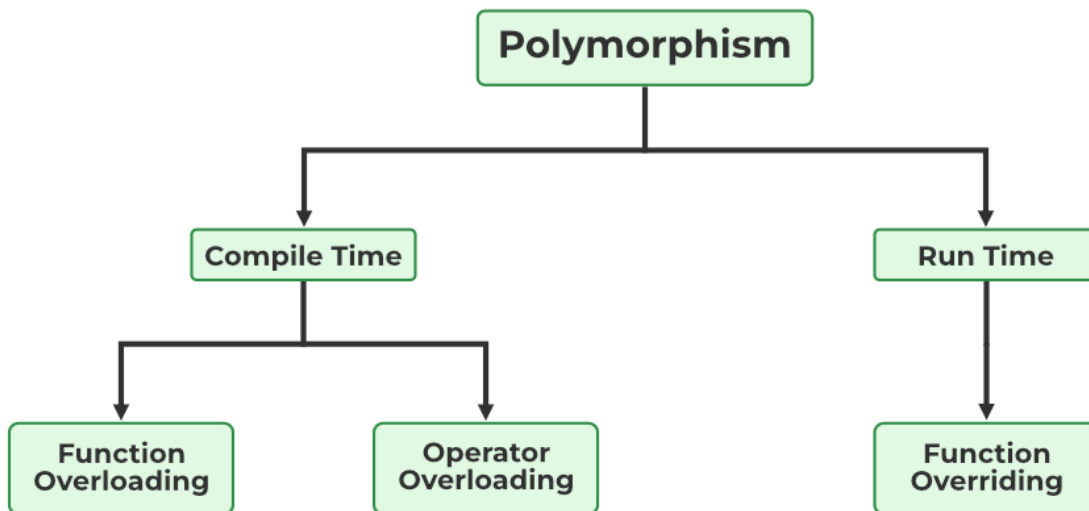 Polymorphism
Compile Time
Run Time
Function
Overloading
Operator
Overloading
Function
Overriding